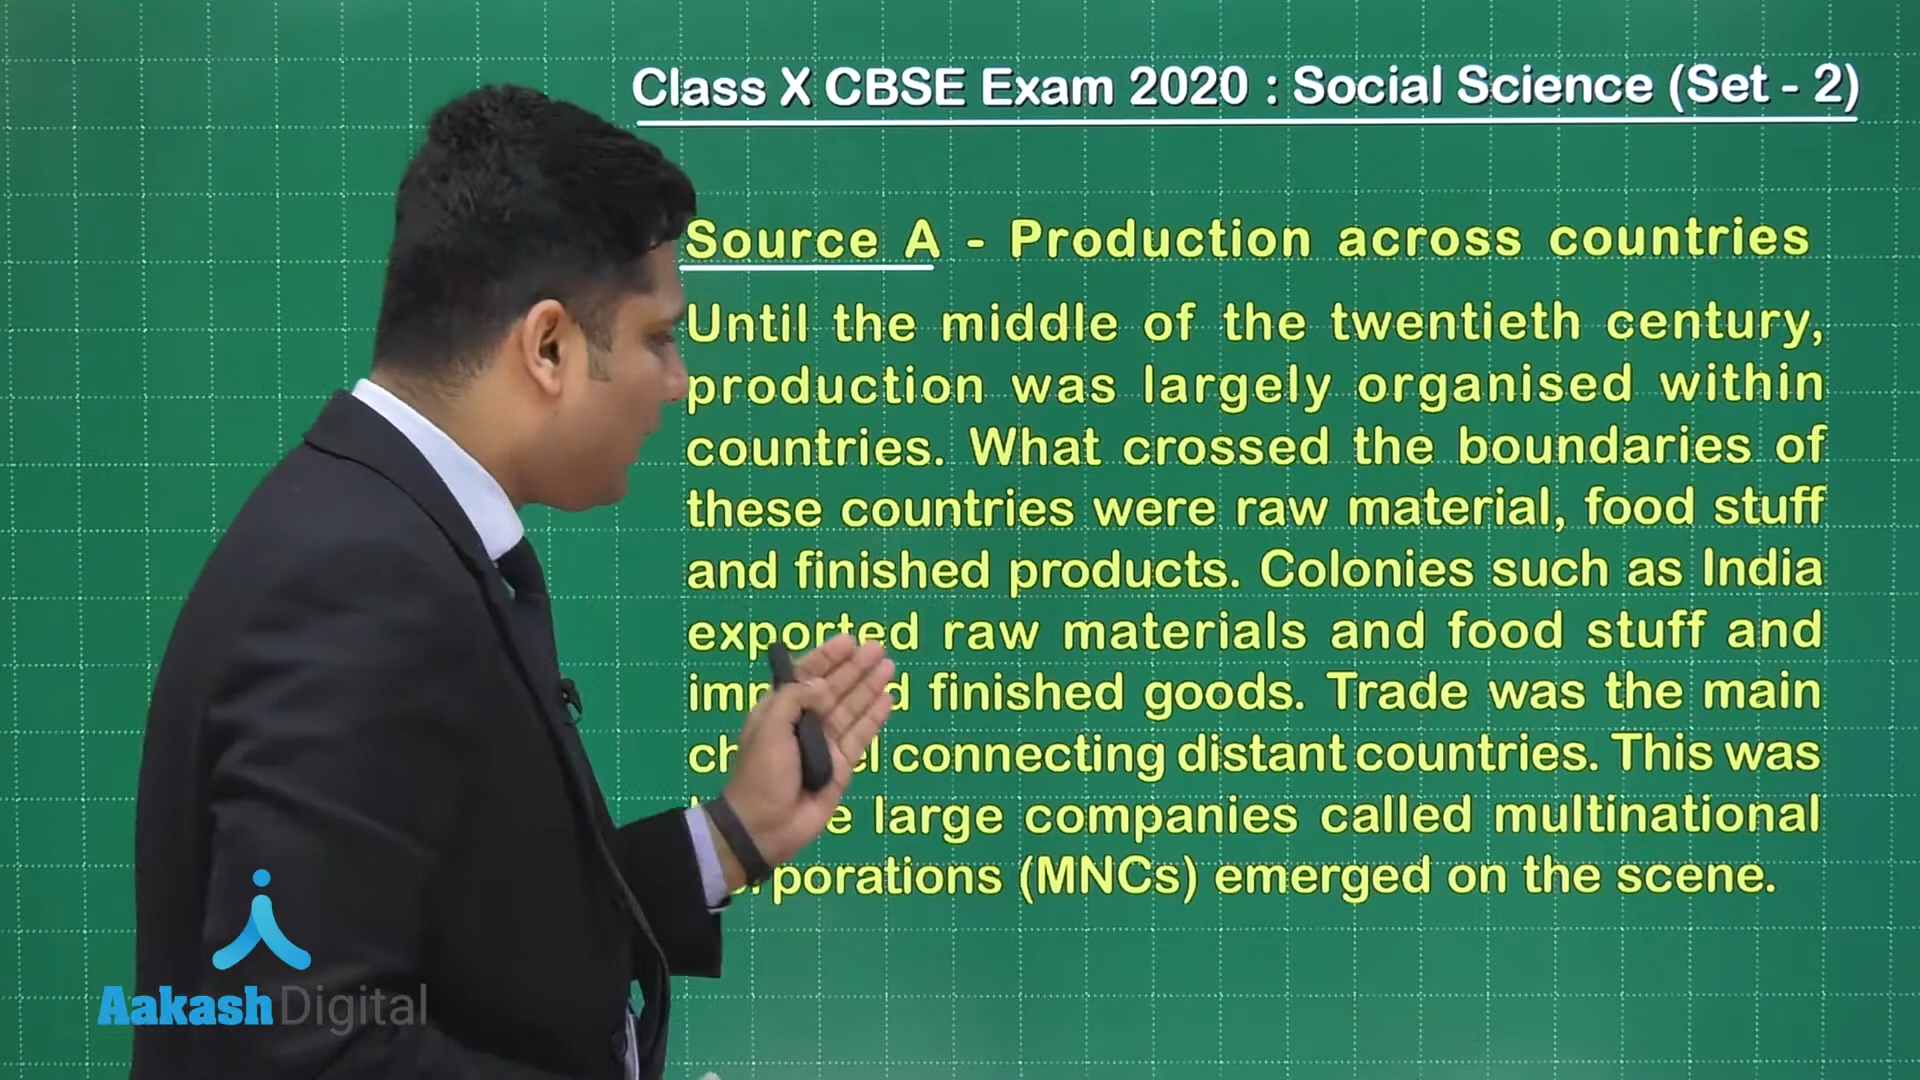 Class X CBSE Exam 2020 : Social Science (Set - 2)
Source A - Production across countries
Until the middle of the twentieth century,
production was largely organised within
countries. What crossed the boundaries of
these countries were raw material, food stuff
and finished products. Colonies such as India
exported raw materials and food stuff and
finished goods. Trade was the main
connecting distant countries. This was
large companies called multinational
(MNCs) emerged on the scene.
Aakash Digital